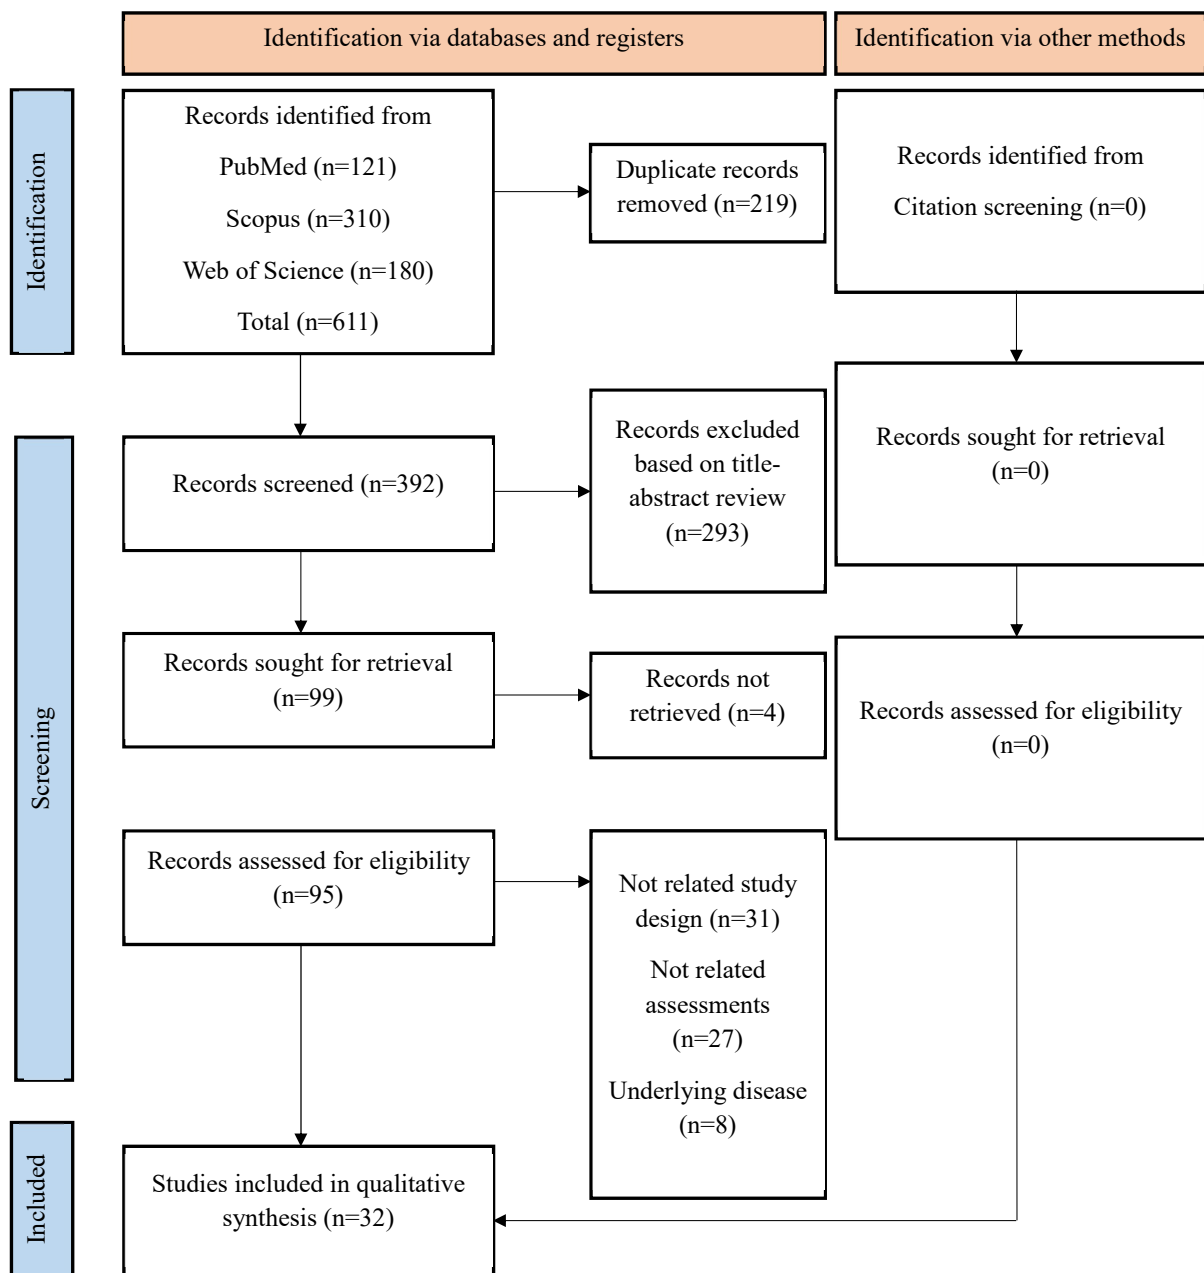 Identification via databases and registers
Identification via other methods
Identification
Records identified from
PubMed (n=121)
Scopus (n=310)
Web of Science (n=180)
Total (n=611)
Duplicate records
removed (n=219)
Records identified from
Citation screening (n=0)
Screening
Records screened (n=392)
Records excluded
based on title-
abstract review
(n=293)
Records sought for retrieval
(n=0)
Records sought for retrieval
(n=99)
Records not
retrieved (n=4)
Records assessed for eligibility
(n=0)
Records assessed for eligibility
(n=95)
Not related study
design (n=31)
Not related
assessments
(n=27)
Underlying disease
(n=8)
Included
Studies included in qualitative
synthesis (n=32)